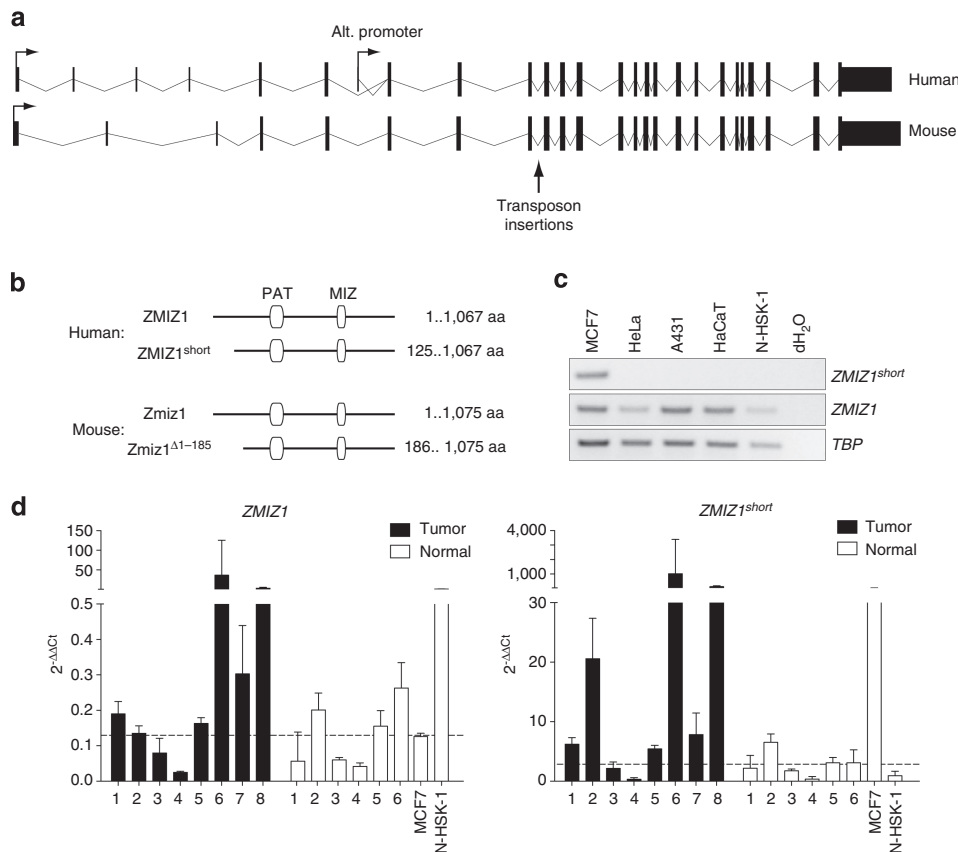 a
Alt. promoter
Human
Mouse
Transposon
insertions
b
PAT MIZ
Human:
ZMIZ1 1..1,067 aa
ZMIZ1short 125..1,067 aa
Mouse:
Zmiz1 1..1,075 aa
Zmiz1Δ1–185 186.. 1,075 aa
c
MCF7 HeLa A431 HaCaT N-HSK-1 dH2O
ZMIZ1short
ZMIZ1
TBP
d
ZMIZ1
Tumor
Normal
2-ΔΔCt
150
100
50
0.5
0.4
0.3
0.2
0.1
0.0
1 2 3 4 5 6 7 8 1 2 3 4 5 6 MCF7 N-HSK-1
ZMIZ1short
Tumor
Normal
2-ΔΔCt
4,000
1,000
30
20
10
0
1 2 3 4 5 6 7 8 1 2 3 4 5 6 MCF7 N-HSK-1